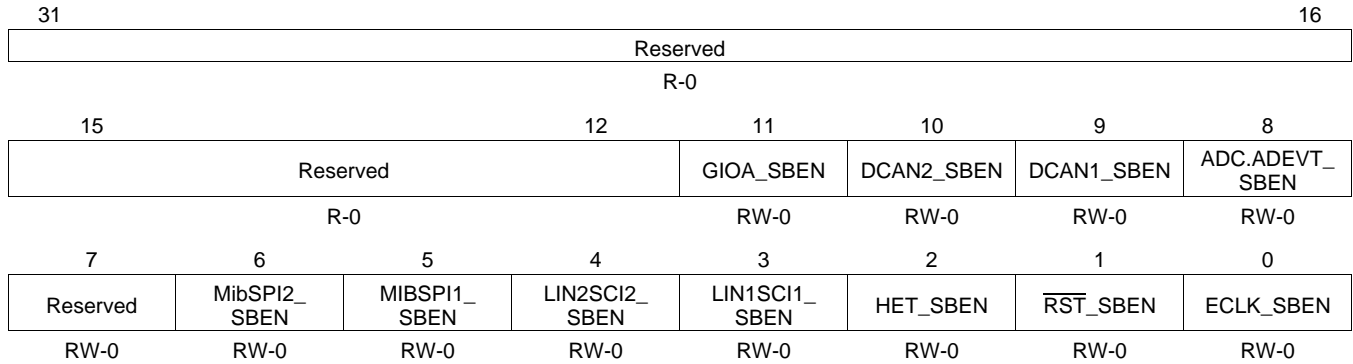 31 16
Reserved
R-0
15 12 11 10 9 8
Reserved GIOA_SBEN DCAN2_SBEN DCAN1_SBEN ADC.ADEVT_
SBEN
R-0 RW-0 RW-0 RW-0 RW-0
7 6 5 4 3 2 1 0
Reserved MibSPI2_
SBEN MIBSPI1_
SBEN LIN2SCI2_
SBEN LIN1SCI1_
SBEN HET_SBEN R̅S̅T̅_SBEN ECLK_SBEN
RW-0 RW-0 RW-0 RW-0 RW-0 RW-0 RW-0 RW-0